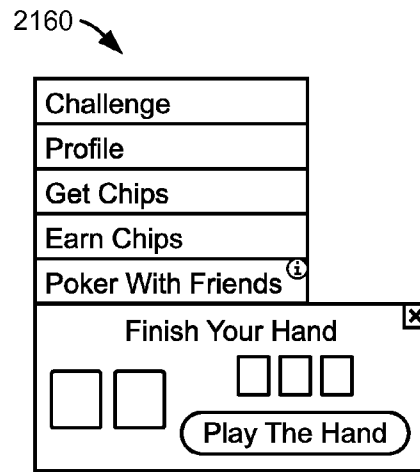 2160
Challenge
Profile
Get Chips
Earn Chips
Poker With Friends i
x
Finish Your Hand
Play The Hand